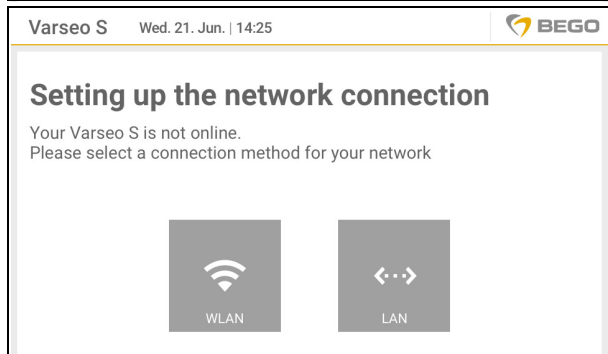 Varseo S Wed. 21. Jun. | 14:25 BEGO
Setting up the network connection
Your Varseo S is not online.
Please select a connection method for your network
WLAN LAN